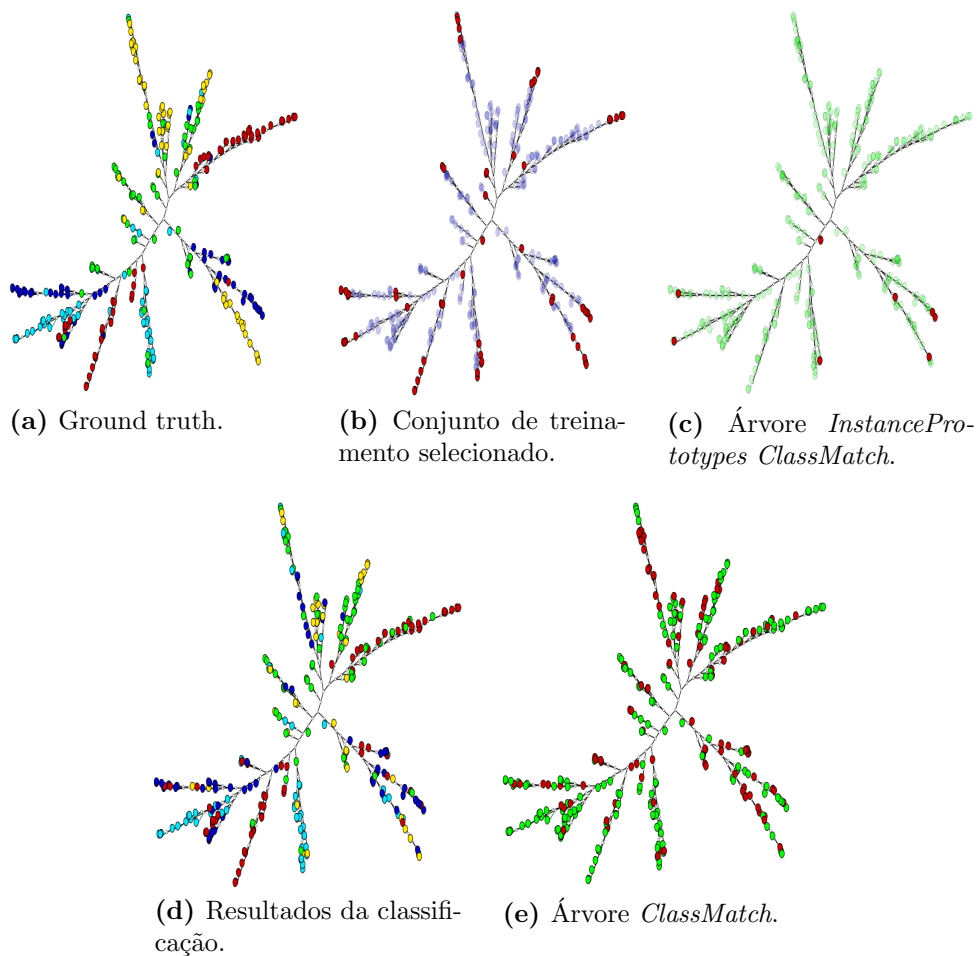 (a) Ground truth.
(b) Conjunto de treina-
mento selecionado.
(c) Árvore InstancePro-
totypes ClassMatch.
(d) Resultados da classifi-
cação.
(e) Árvore ClassMatch.